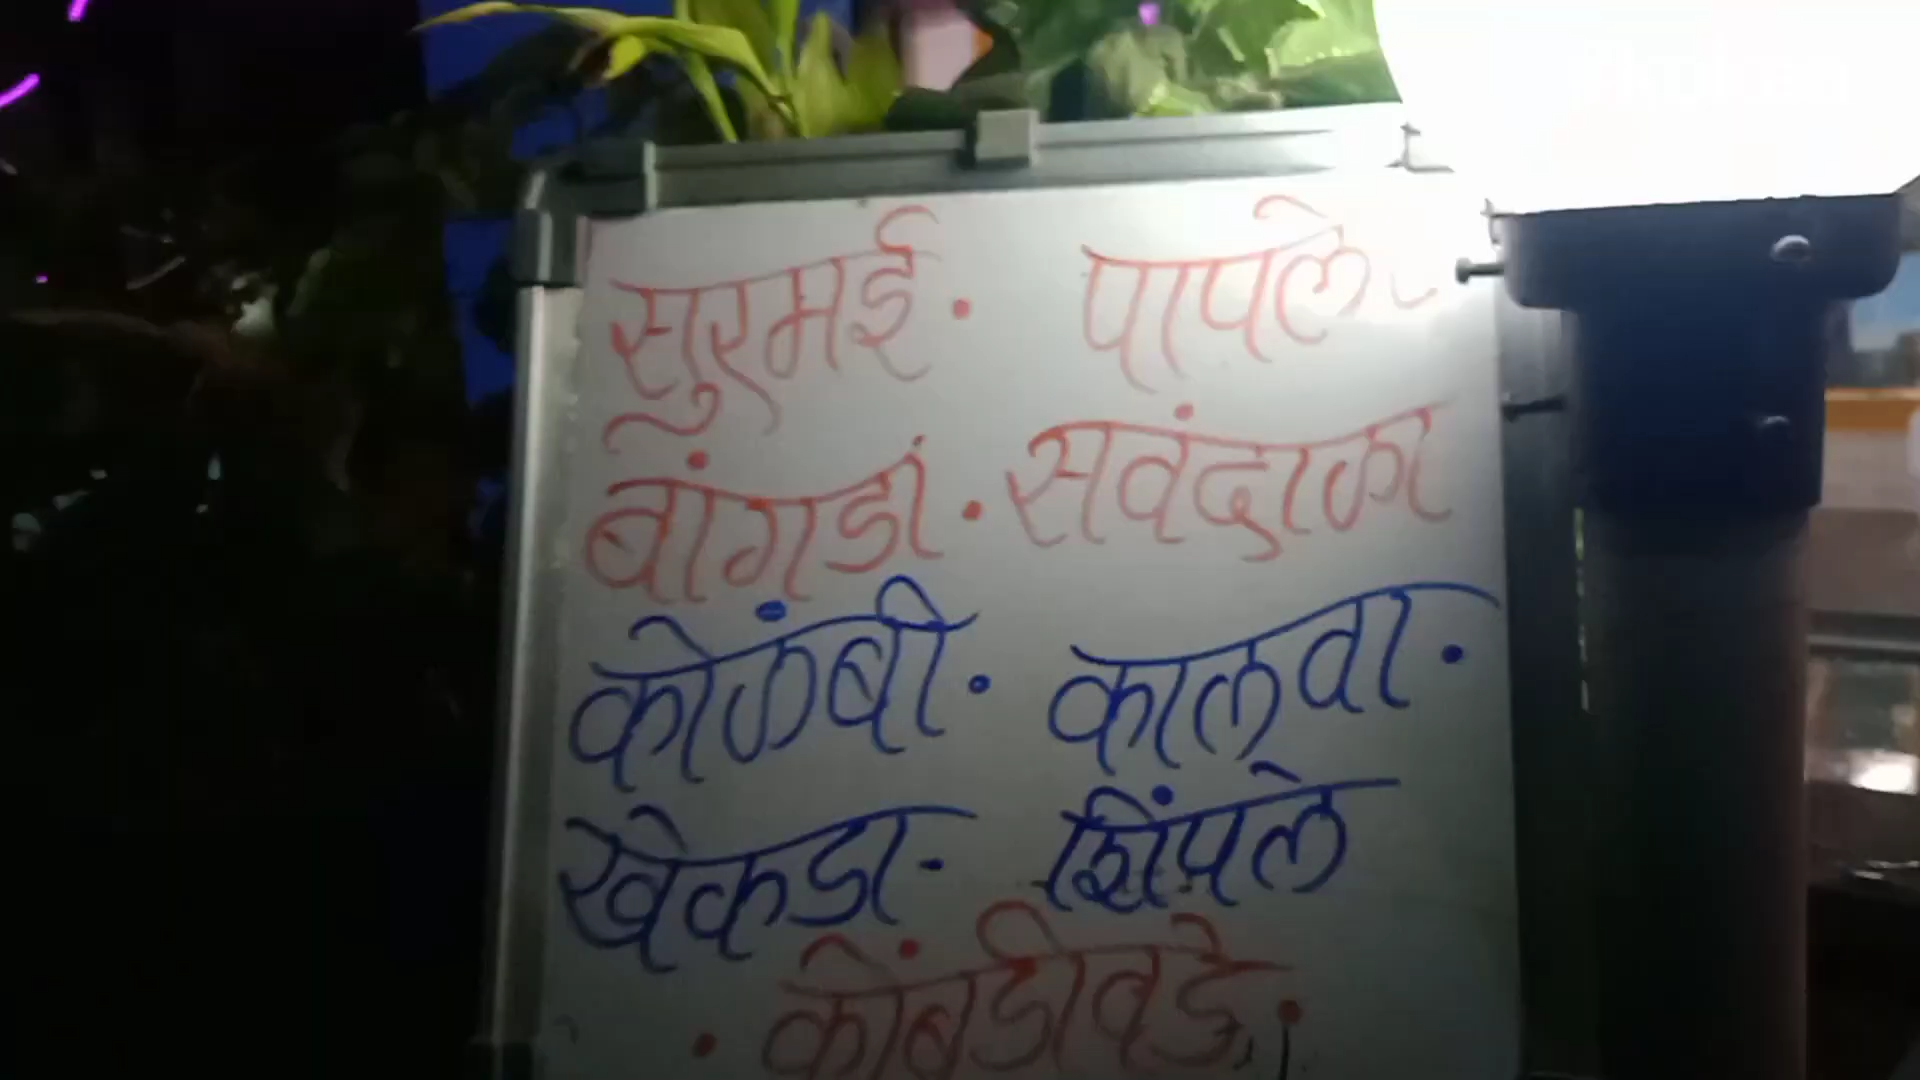 सुरमई. पापलेट
बांगडा. सवंदाळा
कोळंबी. कालवा.
खेकडा. शिंपले
. कोंबडीवडे.